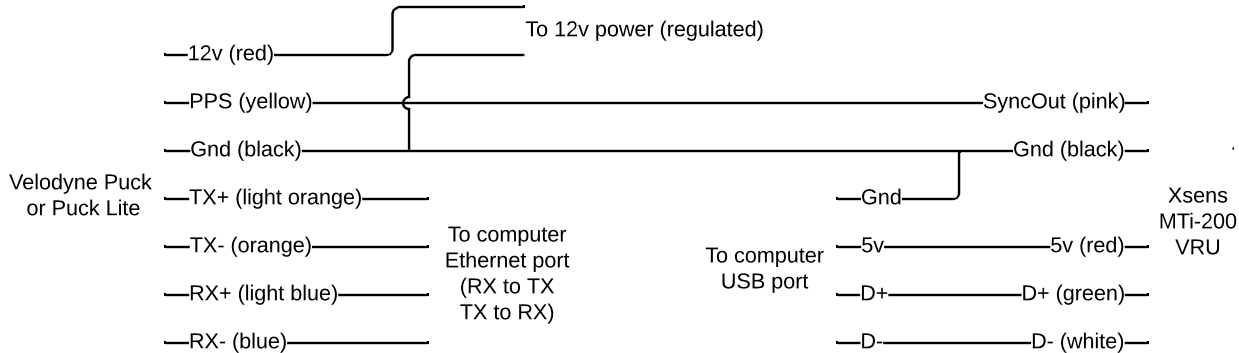 To 12v power (regulated)
12v (red)
PPS (yellow)
SyncOut (pink)
Gnd (black)
Gnd (black)
Velodyne Puck
or Puck Lite
TX+ (light orange)
Gnd
Xsens
MTi-200
VRU
TX- (orange)
To computer
Ethernet port
(RX to TX
TX to RX)
To computer
USB port
5v
5v (red)
RX+ (light blue)
D+
D+ (green)
RX- (blue)
D-
D- (white)